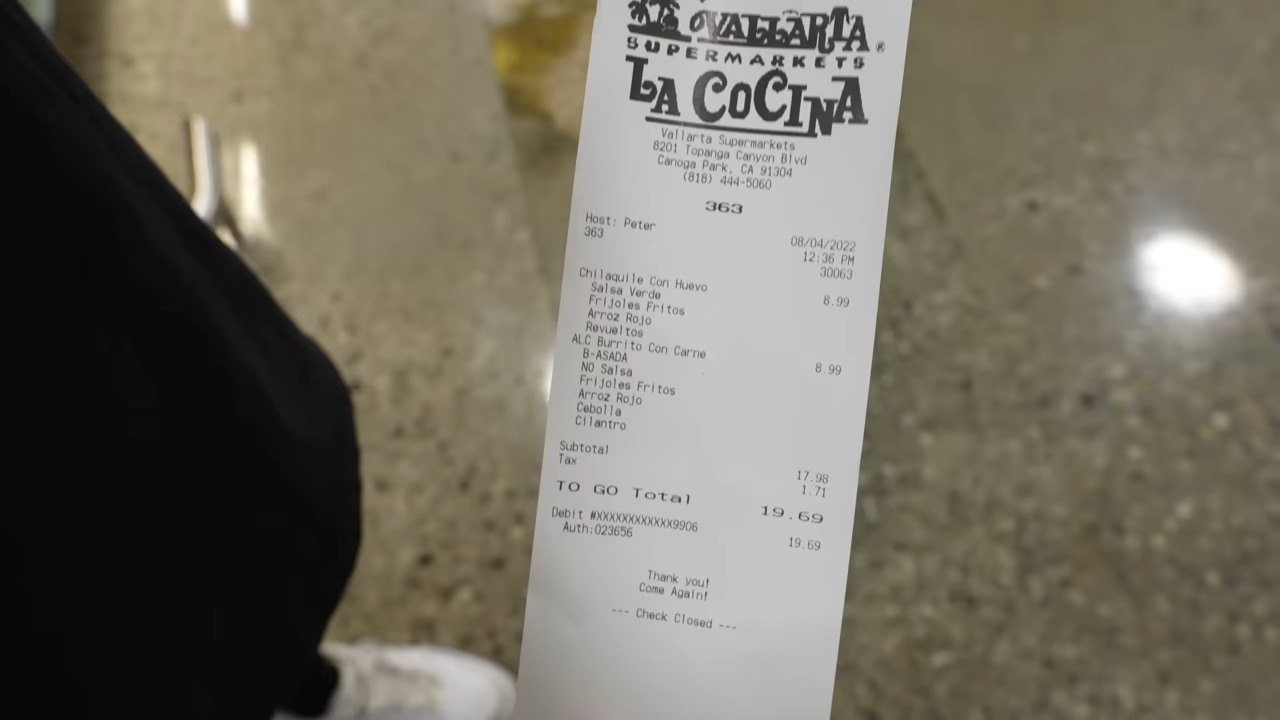 VALLARTA®
SUPERMARKETS
LA COCINA
Vallarta Supermarkets
8201 Topanga Canyon Blvd
Canoga Park, CA 91304
(818) 444-5060
363
Host: Peter 08/04/2022
363 12:36 PM
30063
Chilaquile Con Huevo 8.99
Salsa Verde
Frijoles Fritos
Arroz Rojo
Revueltos
ALC Burrito Con Carne 8.99
B-ASADA
NO Salsa
Frijoles Fritos
Arroz Rojo
Cebolla
Cilantro
Subtotal 17.98
Tax 1.71
TO GO Total 19.69
Debit #XXXXXXXXXXXX9906 19.69
Auth:023656
Thank you!
Come Again!
--- Check Closed ---